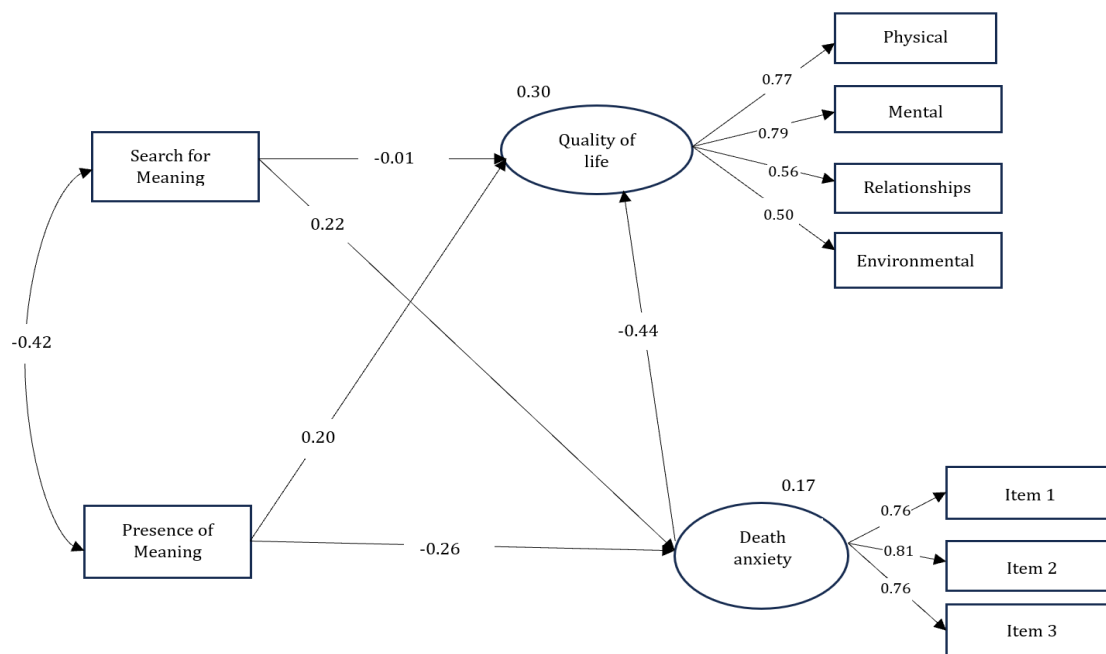 Physical
0.77
0.30
Mental
0.79
Quality of
life
Search for
Meaning
-0.01
0.56
Relationships
0.50
0.22
Environmental
-0.44
-0.42
0.20
0.17
Item 1
0.76
Presence of
Meaning
-0.26
Death
anxiety
0.81
Item 2
0.76
Item 3